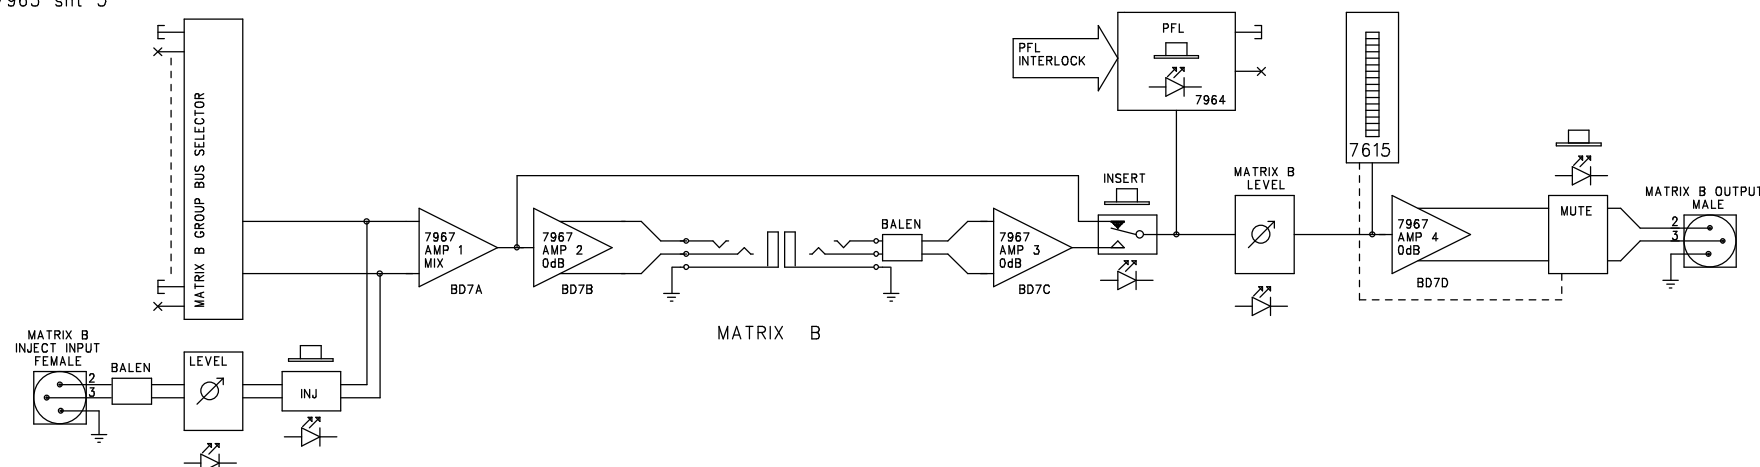 7965 sht 5
MATRIX B GROUP BUS SELECTOR
PFL
INTERLOCK
PFL
7964
7615
INSERT
MATRIX B
LEVEL
MATRIX B OUTPUT
MALE
MUTE
2
3
BALEN
7967
AMP 1
MIX
BD7A
7967
AMP 2
0dB
BD7B
7967
AMP 3
0dB
BD7C
7967
AMP 4
0dB
BD7D
MATRIX B
MATRIX B
INJECT INPUT
FEMALE
BALEN
LEVEL
INJ
2
3